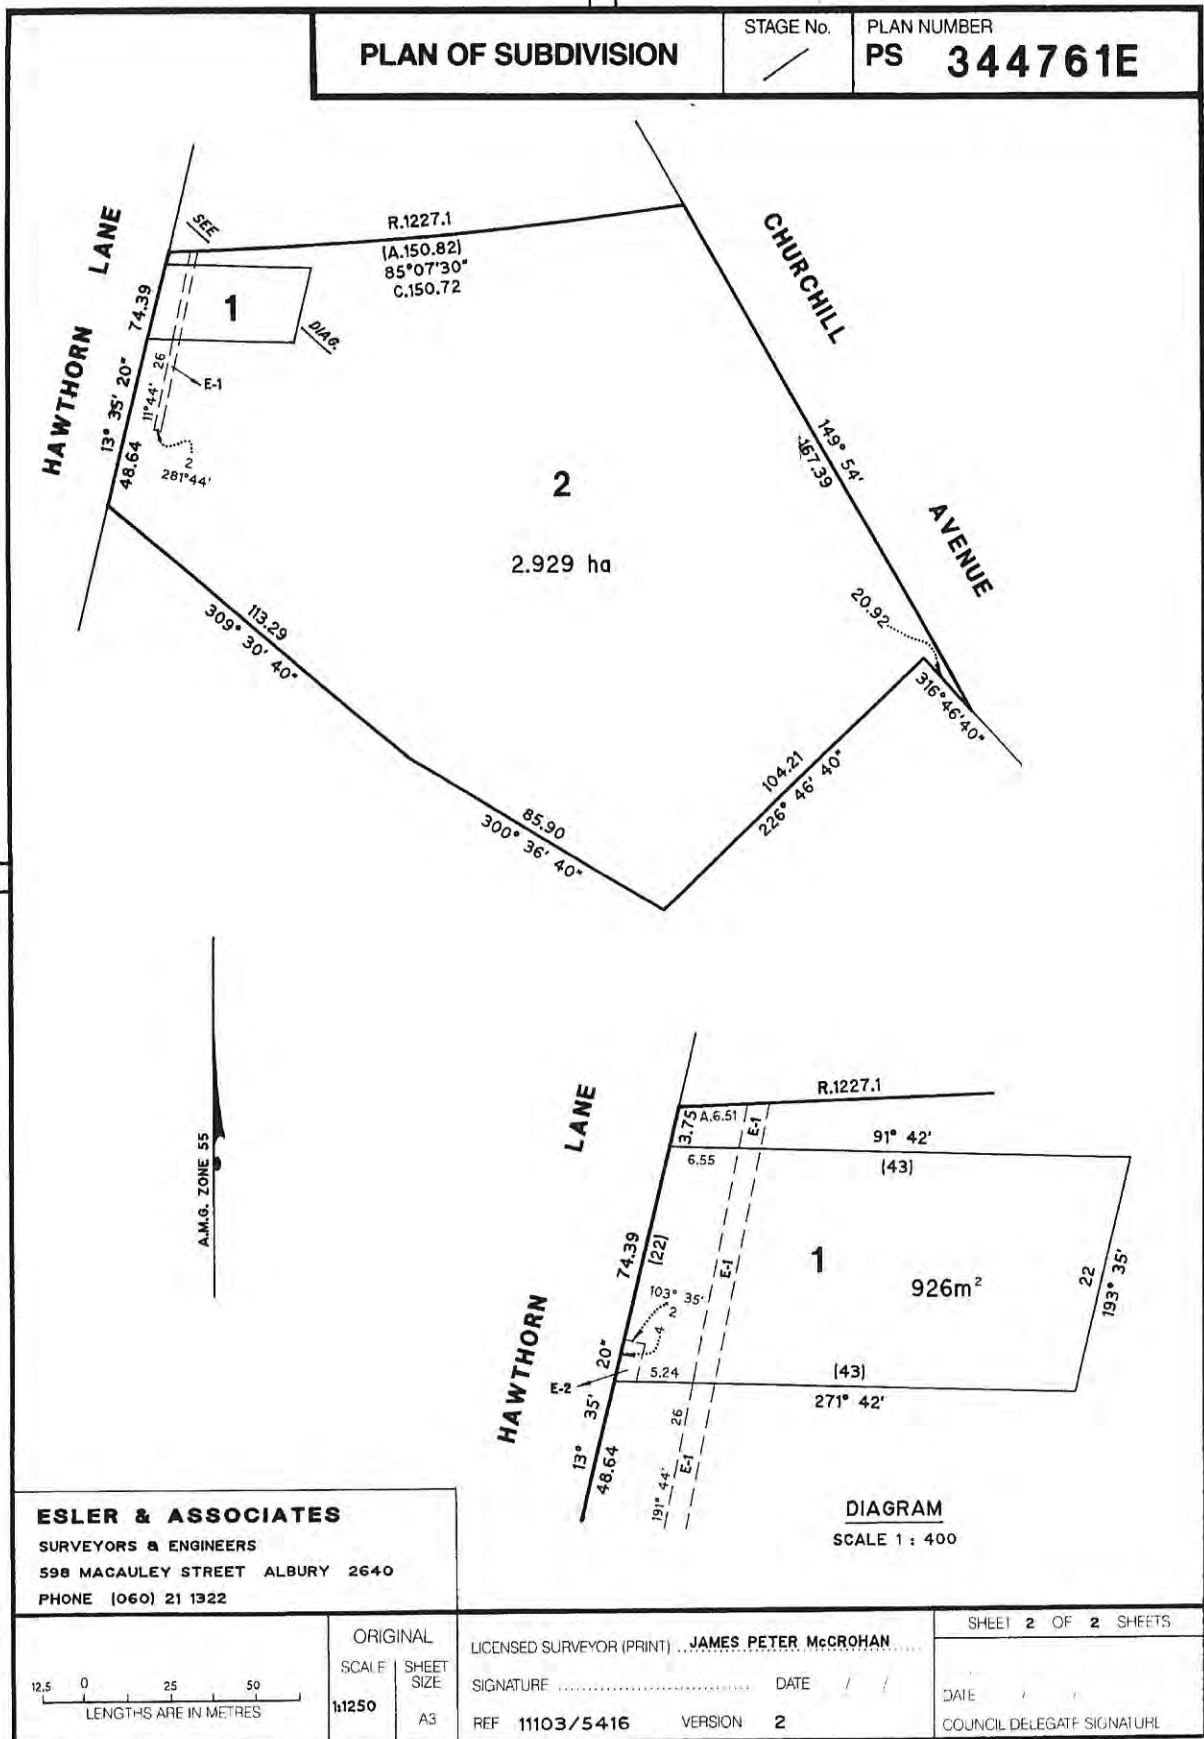 PLAN OF SUBDIVISION
STAGE No.
PLAN NUMBER
PS 344761E
HAWTHORN LANE
SEE
DIAG.
R.1227.1
(A.150.82)
85°07'30"
C.150.72
CHURCHILL AVENUE
1
74.39
13° 35' 20"
48.64
11°44'
26
E-1
2
281°44'
2
2.929 ha
149° 54'
167.39
20.92
316°46'40"
113.29
309° 30' 40"
85.90
300° 36' 40"
104.21
226° 46' 40"
A.M.G. ZONE 55
HAWTHORN LANE
R.1227.1
3.75
A.6.51
E-1
91° 42'
6.55
(43)
74.39
(22)
E-1
1
926m²
22
193° 35'
103° 35'
2
4
20"
5.24
(43)
E-2
271° 42'
35'
26
13°
48.64
191° 44'
E-1
DIAGRAM
SCALE 1 : 400
ESLER & ASSOCIATES
SURVEYORS & ENGINEERS
598 MACAULEY STREET ALBURY 2640
PHONE (060) 21 1322
12.5 0 25 50
LENGTHS ARE IN METRES
ORIGINAL
SCALE
SHEET SIZE
1:1250
A3
LICENSED SURVEYOR (PRINT) JAMES PETER McCROHAN
SIGNATURE DATE / /
REF 11103/5416 VERSION 2
SHEET 2 OF 2 SHEETS
DATE / /
COUNCIL DELEGATE SIGNATURE